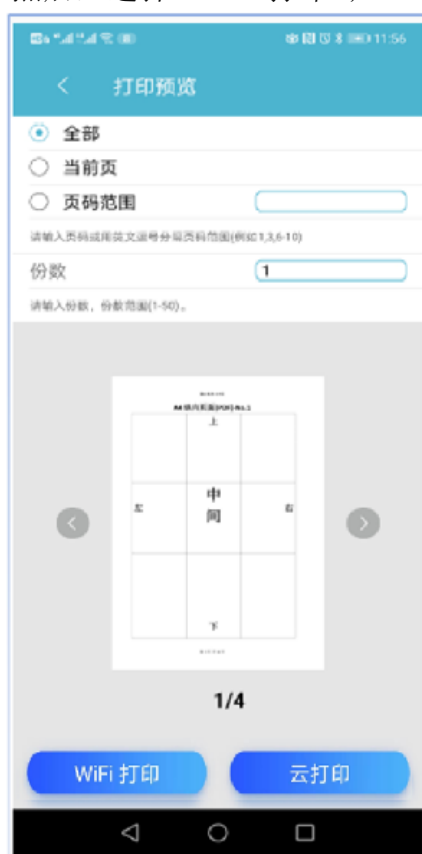 11:56
打印预览
全部
当前页
页码范围
请输入页码或用英文逗号分隔页码范围(例如1,3,6-10)
份数
1
请输入份数，份数范围(1-50)。
上
左
中
间
右
下
1/4
WiFi 打印
云打印